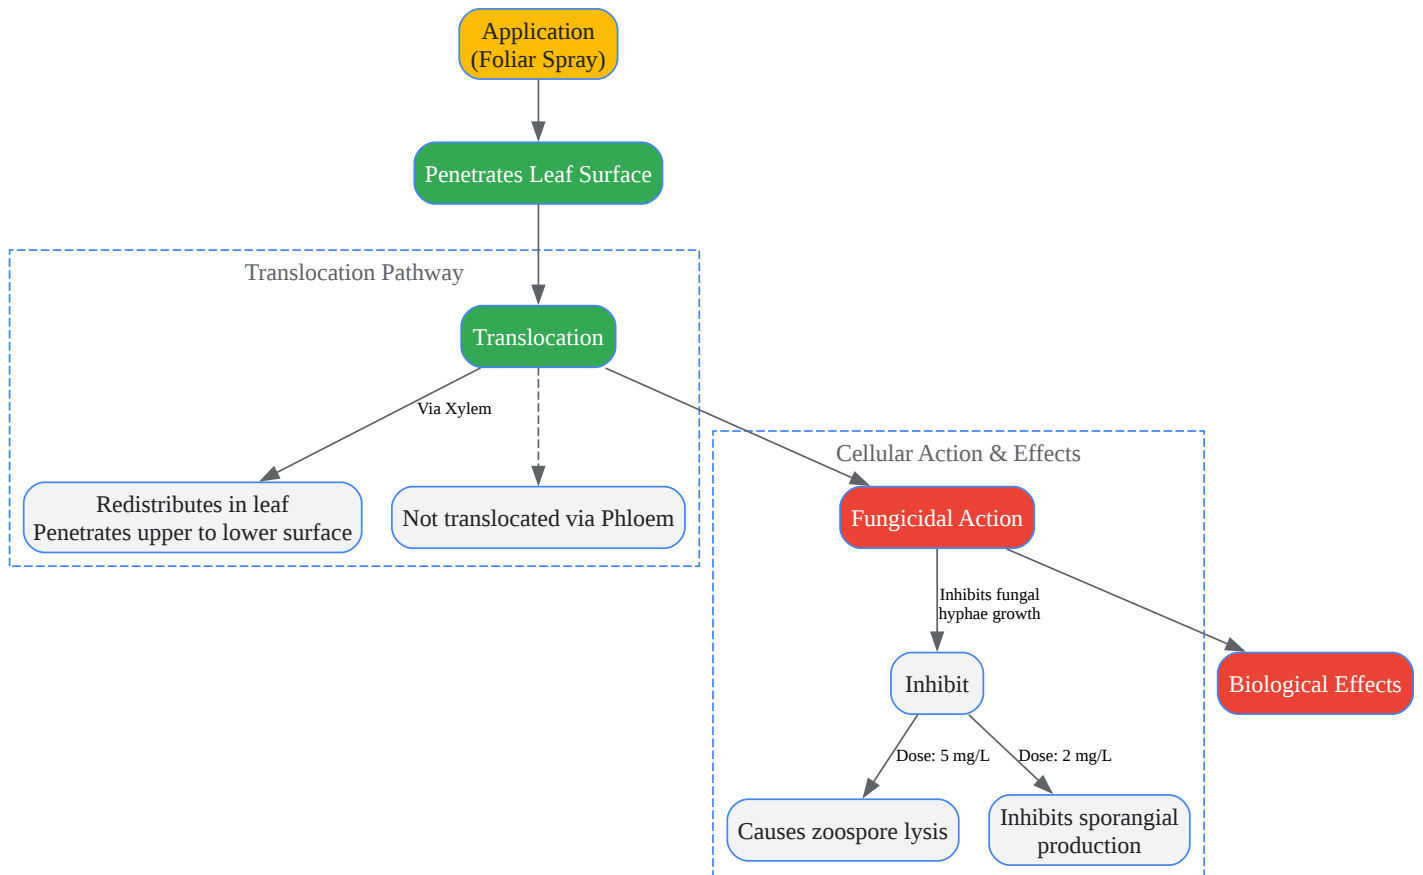 Application
(Foliar Spray)
Penetrates Leaf Surface
Translocation Pathway
Translocation
Via Xylem
Redistributes in leaf
Penetrates upper to lower surface
Not translocated via Phloem
Cellular Action & Effects
Fungicidal Action
Inhibits fungal
hyphae growth
Inhibit
Biological Effects
Dose: 5 mg/L
Dose: 2 mg/L
Causes zoospore lysis
Inhibits sporangial
production